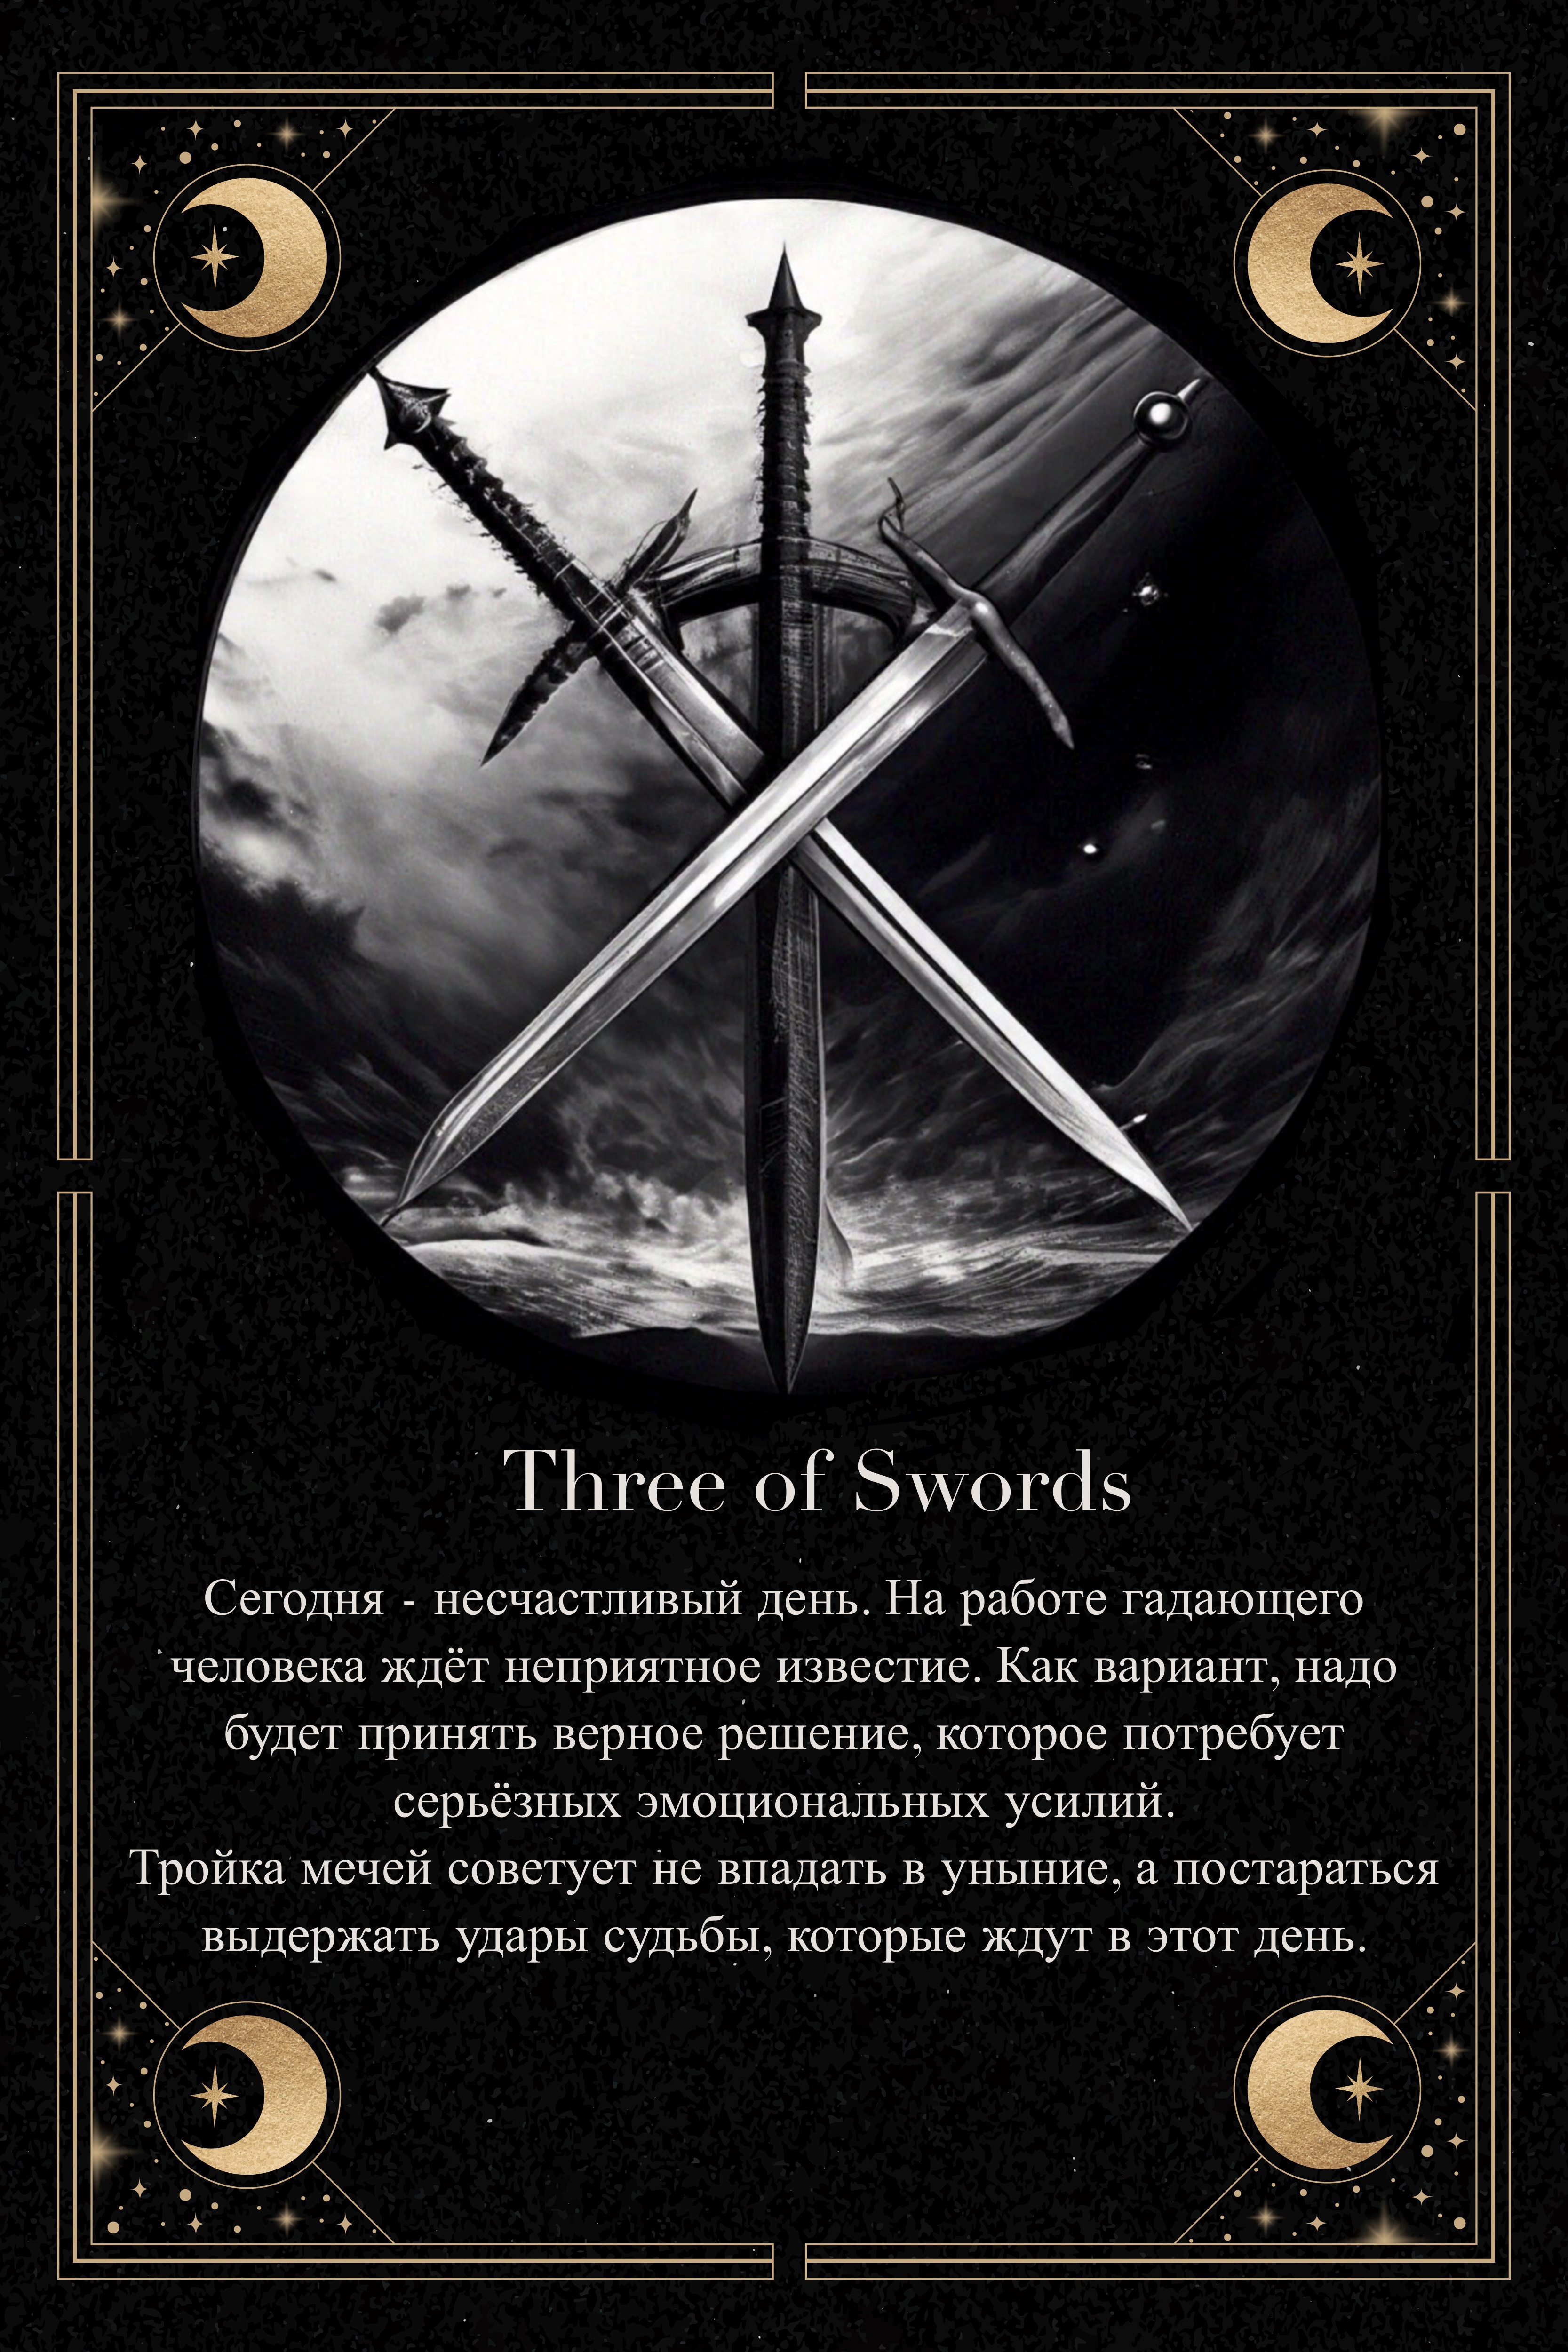 Three of Swords
Сегодня - несчастливый день. На работе гадающего
человека ждёт неприятное известие. Как вариант, надо
будет принять верное решение, которое потребует
серьёзных эмоциональных усилий.
Тройка мечей советует не впадать в уныние, а постараться
выдержать удары судьбы, которые ждут в этот день.